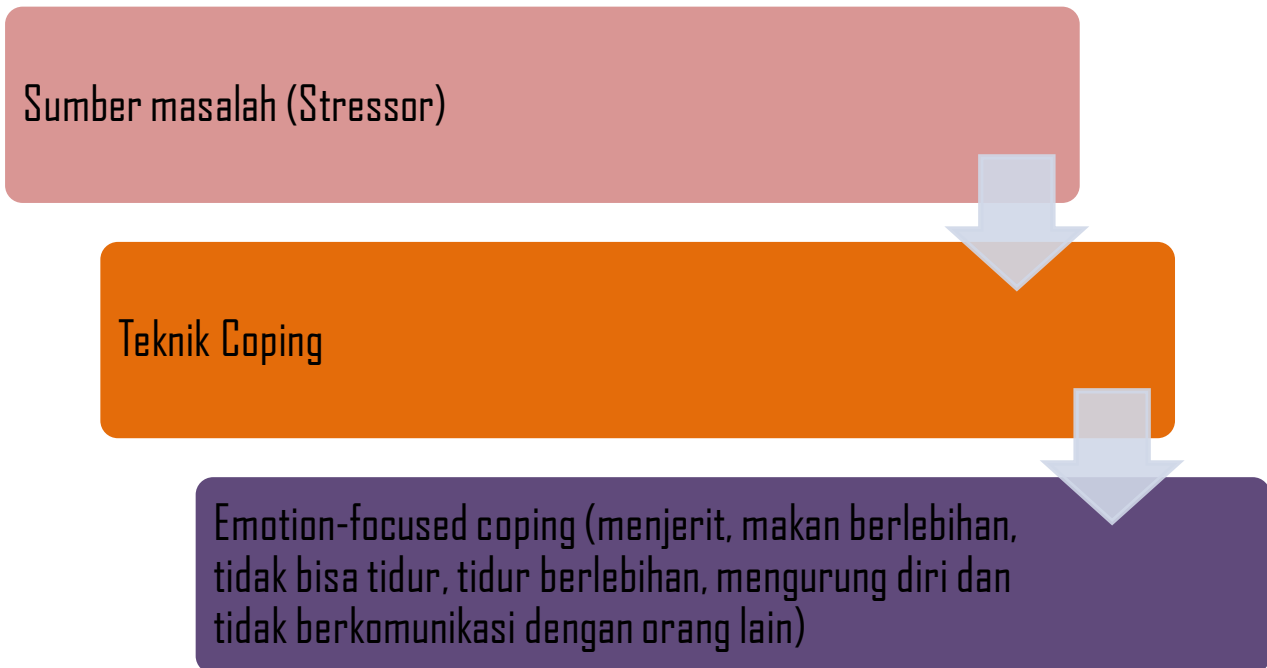 Sumber masalah (Stressor)
Teknik Coping
Emotion-focused coping (menjerit, makan berlebihan,
tidak bisa tidur, tidur berlebihan, mengurung diri dan
tidak berkomunikasi dengan orang lain)